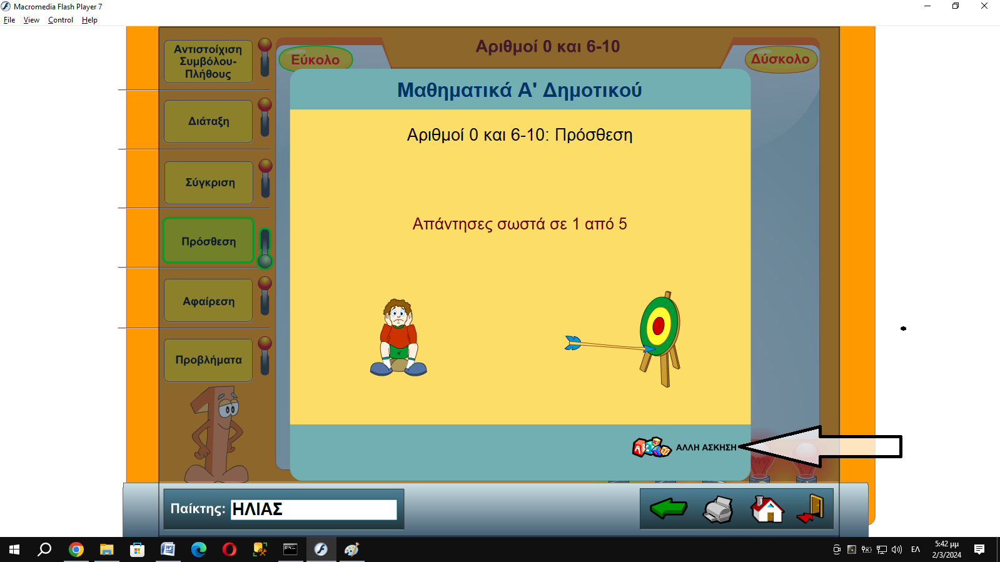 Macromedia Flash Player 7
File View Control Help
Αριθμοί 0 και 6-10
Εύκολο
Δύσκολο
Αντιστοίχιση
Συμβόλου-
Πλήθους
Διάταξη
Σύγκριση
Πρόσθεση
Αφαίρεση
Προβλήματα
Μαθηματικά Α' Δημοτικού
Αριθμοί 0 και 6-10: Πρόσθεση
Απάντησες σωστά σε 1 από 5
ΑΛΛΗ ΑΣΚΗΣΗ
Παίκτης: ΗΛΙΑΣ
ΕΛ
5:42 μμ
2/3/2024